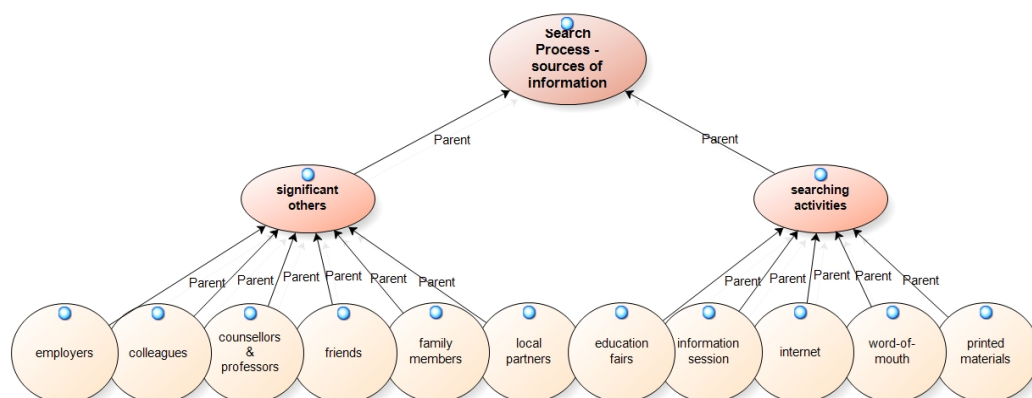 Search
Process -
sources of
information
Parent
Parent
significant
others
searching
activities
Parent
Parent
Parent
Parent
Parent
Parent
Parent
Parent
Parent
Parent
Parent
employers
colleagues
counsellors
&
professors
friends
family
members
local
partners
education
fairs
information
session
internet
word-of-
mouth
printed
materials